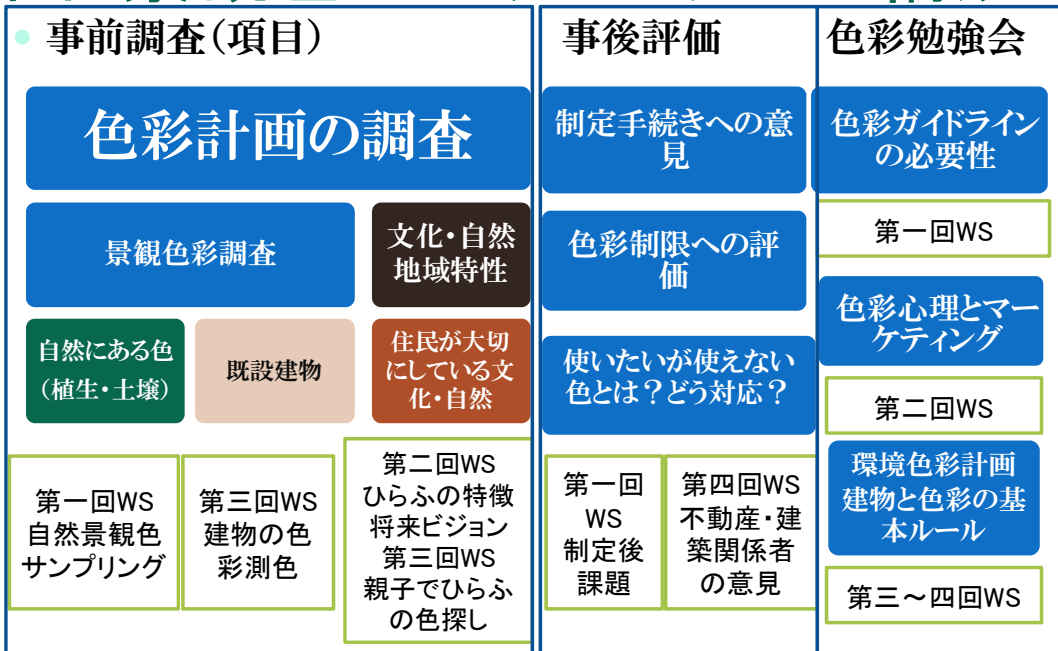 事前調査（項目）
色彩計画の調査
景観色彩調査
文化・自然
地域特性
自然にある色
（植生・土壌）
既設建物
住民が大切
にしている文
化・自然
第一回WS
自然景観色
サンプリング
第三回WS
建物の色
彩測色
第二回WS
ひらふの特徴
将来ビジョン
第三回WS
親子でひらふ
の色探し
事後評価
制定手続きへの意
見
色彩制限への評
価
使いたいが使えない
色とは？どう対応？
第一回
WS
制定後
課題
第四回WS
不動産・建
築関係者
の意見
色彩勉強会
色彩ガイドライン
の必要性
第一回WS
色彩心理とマー
ケティング
第二回WS
環境色彩計画
建物と色彩の基
本ルール
第三～四回WS